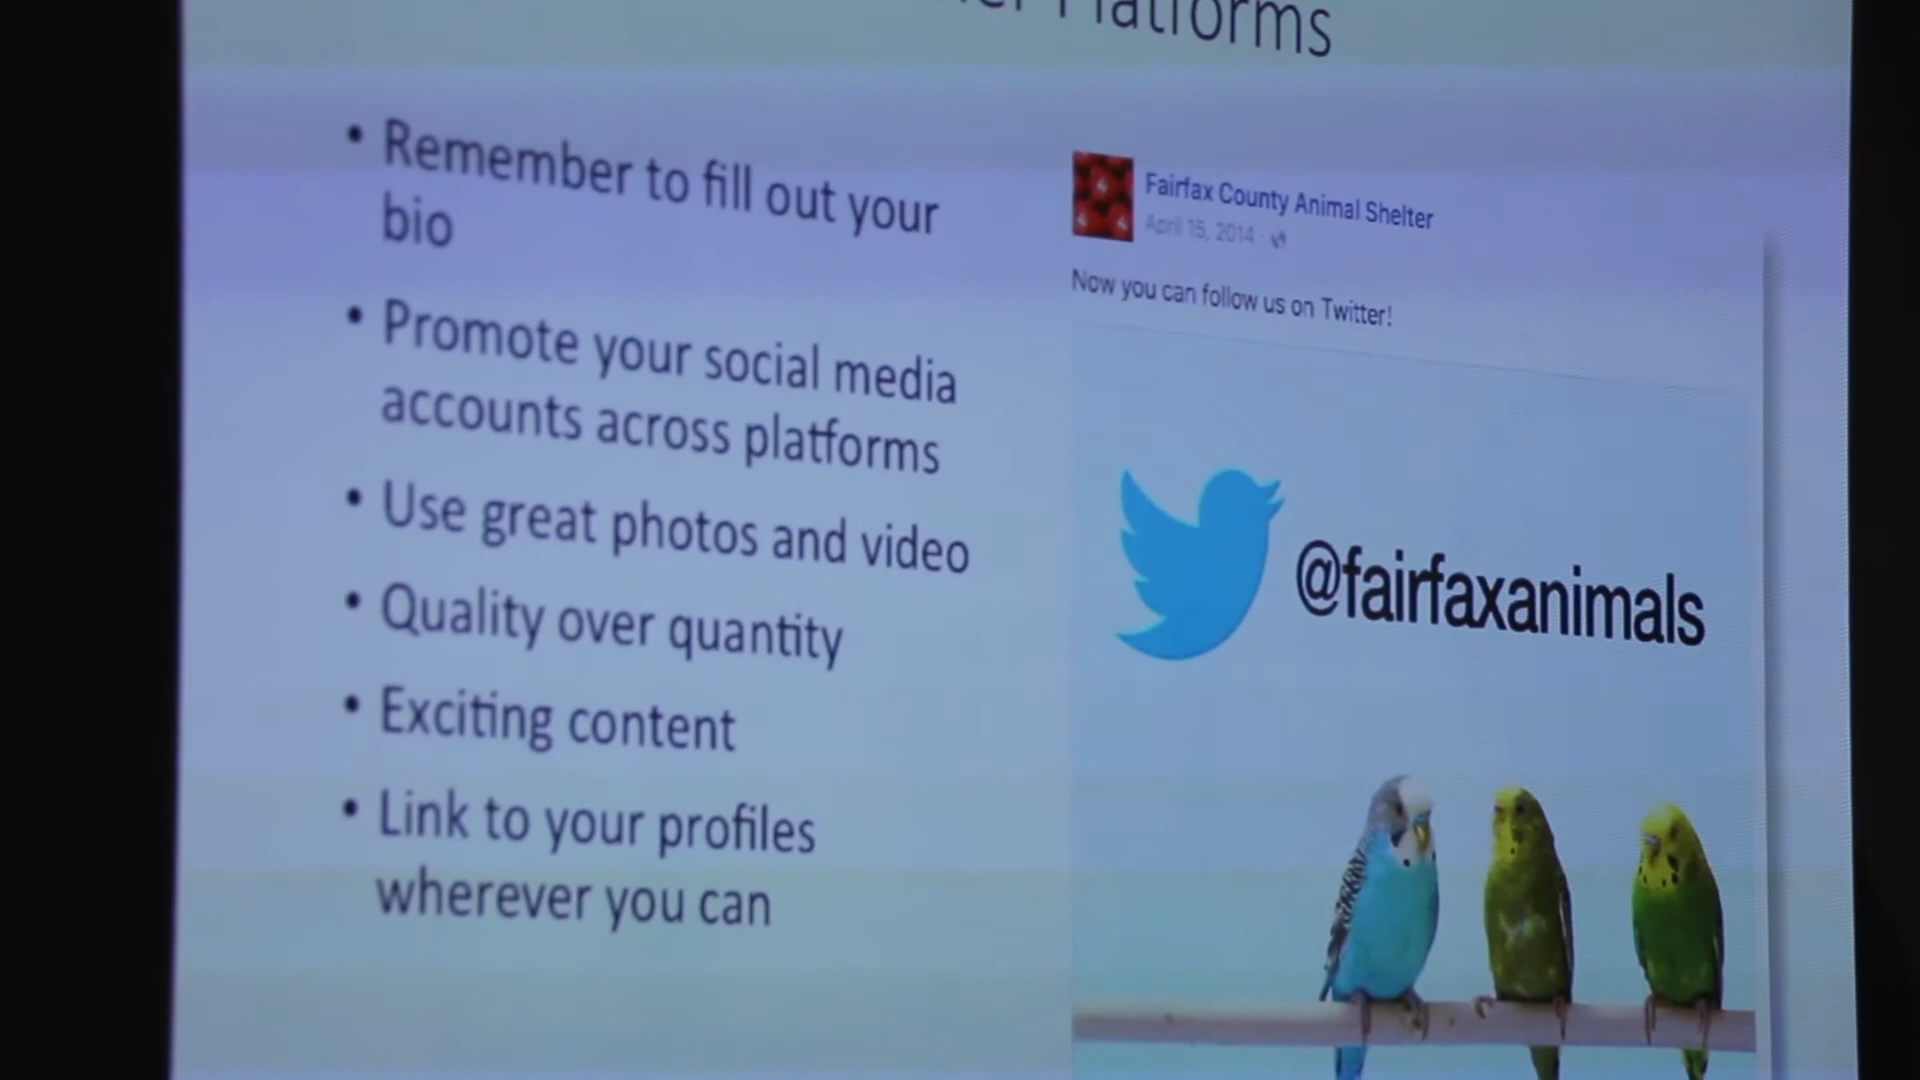 Platforms
• Remember to fill out your
bio
• Promote your social media
accounts across platforms
• Use great photos and video
• Quality over quantity
• Exciting content
• Link to your profiles
wherever you can
Fairfax County Animal Shelter
April 15, 2014 ·
Now you can follow us on Twitter!
@fairfaxanimals